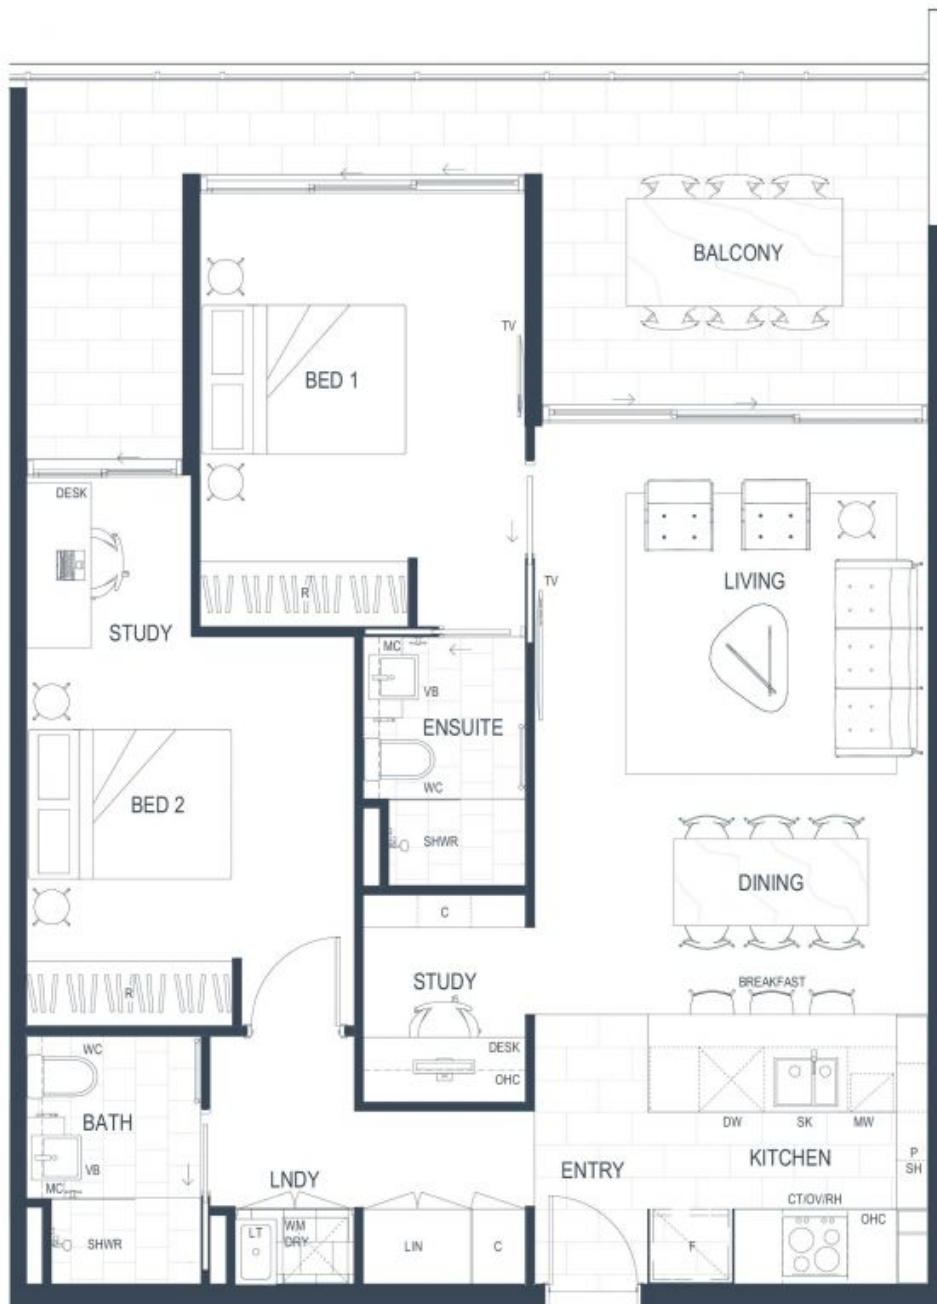 BALCONY
TV
BED 1
DESK
R
TV
LIVING
STUDY
MC
VB
ENSUITE
WC
BED 2
SHWR
DINING
C
R
STUDY
BREAKFAST
WC
DESK
OHC
BATH
DW
SK
MW
VB
MC
LNDY
ENTRY
KITCHEN
P
SH
CT/OV/RH
OHC
SHWR
LT
WM
DRY
LIN
C
F